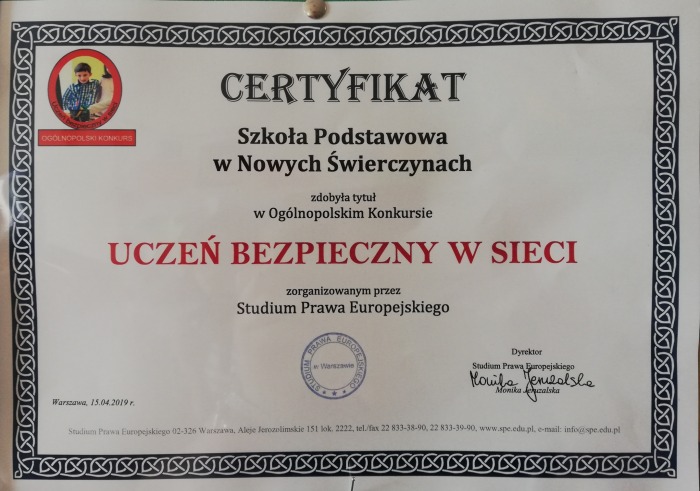 OGÓLNOPOLSKI KONKURS
CERTYFIKAT
Szkoła Podstawowa
w Nowych Świerczynach
zdobyła tytuł
w Ogólnopolskim Konkursie
UCZEŃ BEZPIECZNY W SIECI
zorganizowanym przez
Studium Prawa Europejskiego
STUDIUM PRAWA EUROPEJSKIEGO
w Warszawie
Dyrektor
Studium Prawa Europejskiego
Monika Jeruzalska
Monika Jeruzalska
Warszawa, 15.04.2019 r.
Studium Prawa Europejskiego 02-326 Warszawa, Aleje Jerozolimskie 151 lok. 2222, tel./fax 22 833-38-90, 22 833-39-90, www.spe.edu.pl, e-mail: info@spe.edu.pl